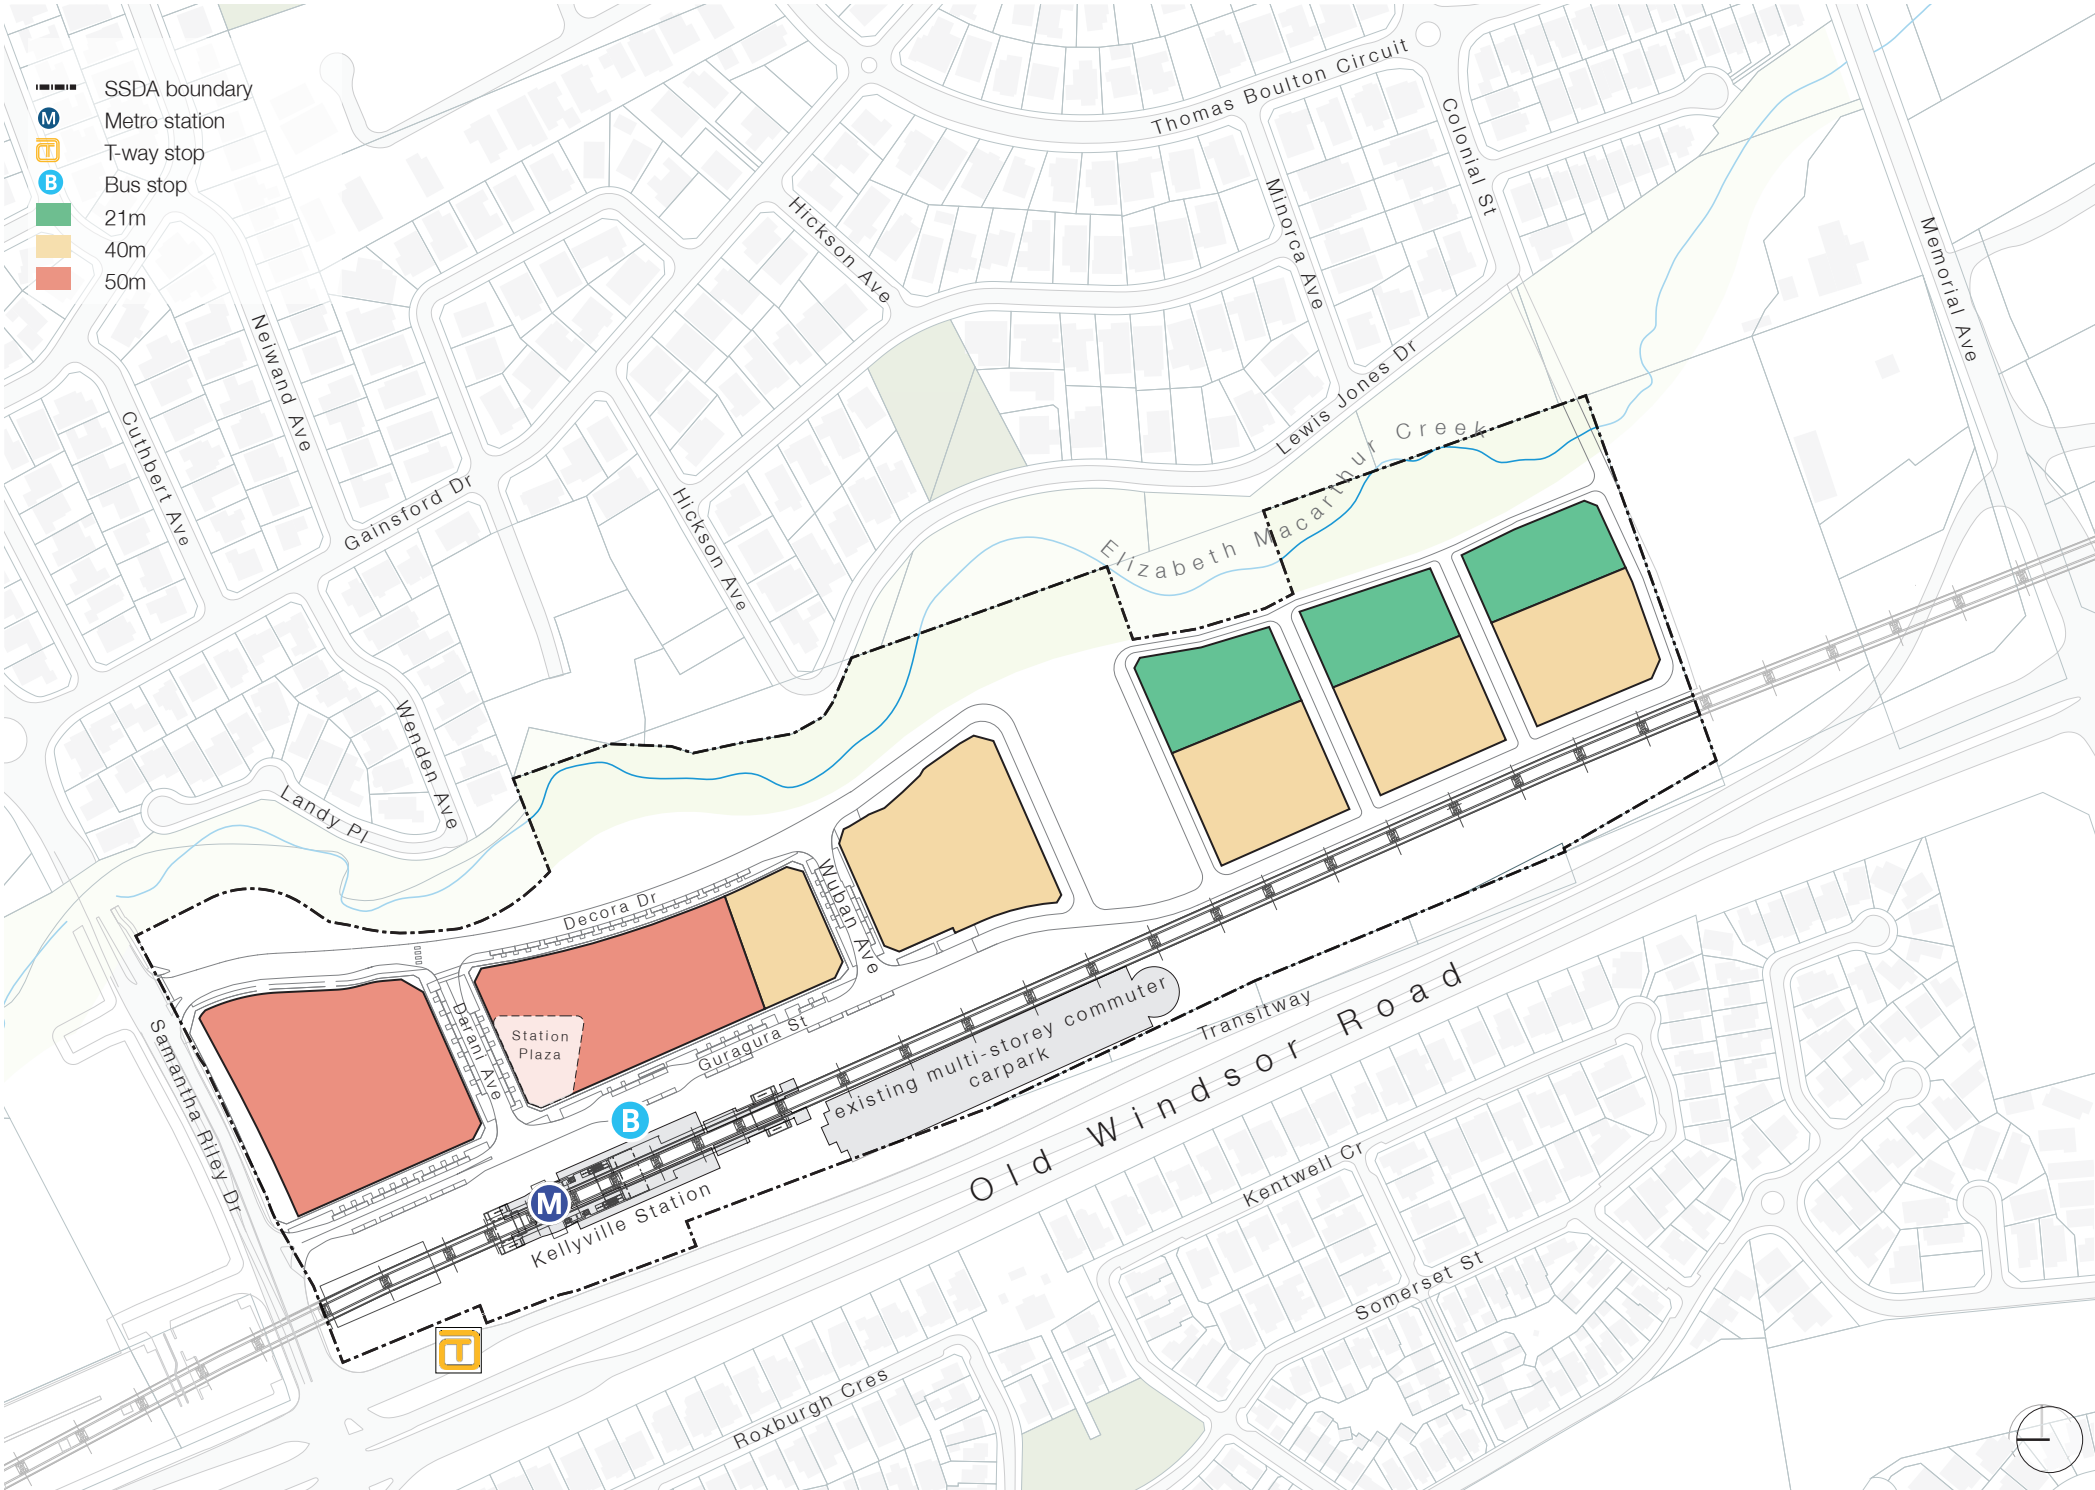 SSDA boundary
M Metro station
T T-way stop
B Bus stop
21m
40m
50m
Thomas Boulton Circuit
Colonial St
Minorca Ave
Hickson Ave
Memorial Ave
Neiwand Ave
Cuthbert Ave
Gainsford Dr
Lewis Jones Dr
Hickson Ave
Elizabeth Macarthur Creek
Wenden Ave
Landy Pl
Decora Dr
Wuban Ave
Darani Ave
Station
Plaza
Guragura St
Samantha Riley Dr
existing multi-storey commuter
carpark
Transitway
Old Windsor Road
B
M
Kellyville Station
T
Kentwell Cr
Somerset St
Roxburgh Cres